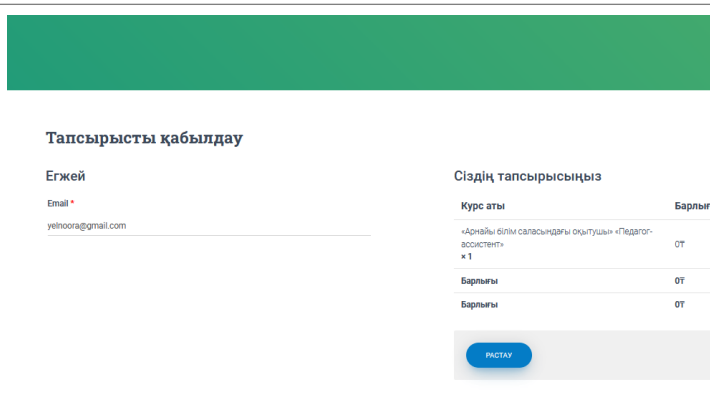 Тапсырысты қабылдау
Егжей
Email *
yelnoora@gmail.com
Сіздің тапсырысыңыз
Курс аты
«Арнайы білім саласындағы оқытушы» «Педагог-
ассистент»
× 1
0₸
Барлығы
0₸
Барлығы
0₸
РАСТАУ